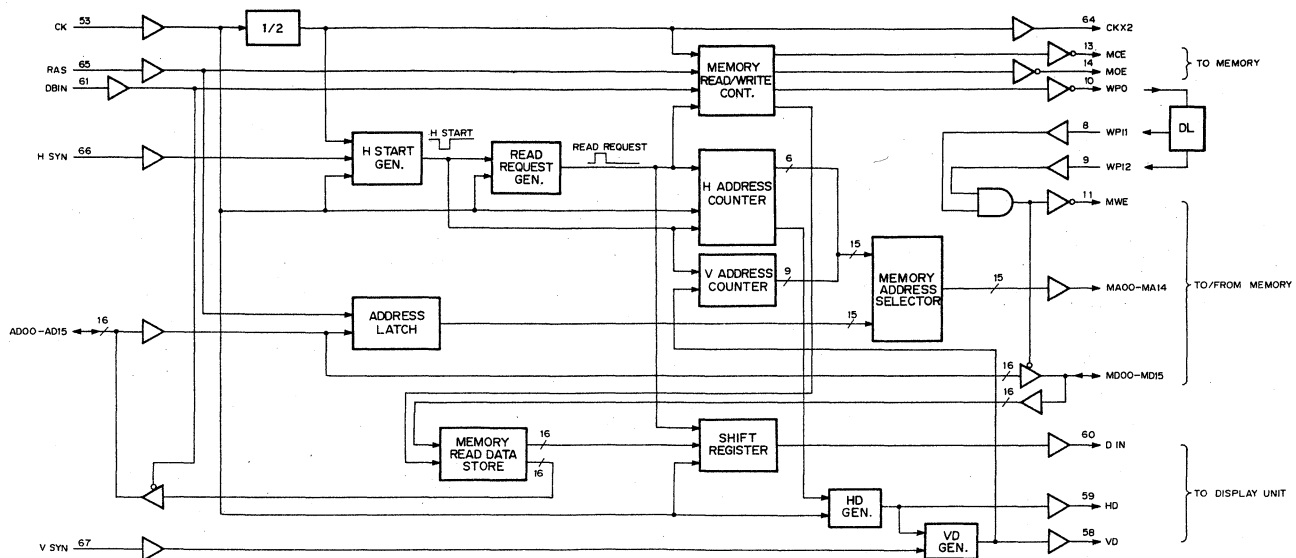 CK 53
1/2
64 CKX2
RAS 65
61
DBIN
MEMORY
READ/WRITE
CONT.
13 MCE
14 MOE
10 WP0
TO MEMORY
H SYN 66
H START
GEN.
H START
READ
REQUEST
GEN.
READ REQUEST
8 WPI1
DL
9 WPI2
11 MWE
H ADDRESS
COUNTER
6
V ADDRESS
COUNTER
9
15
MEMORY
ADDRESS
SELECTOR
15
MA00-MA14
TO/FROM MEMORY
AD00-AD15
16
ADDRESS
LATCH
15
16
MD00-MD15
16
MEMORY
READ DATA
STORE
16
16
SHIFT
REGISTER
60 D IN
HD
GEN.
59 HD
TO DISPLAY UNIT
V SYN 67
VD
GEN.
58 VD